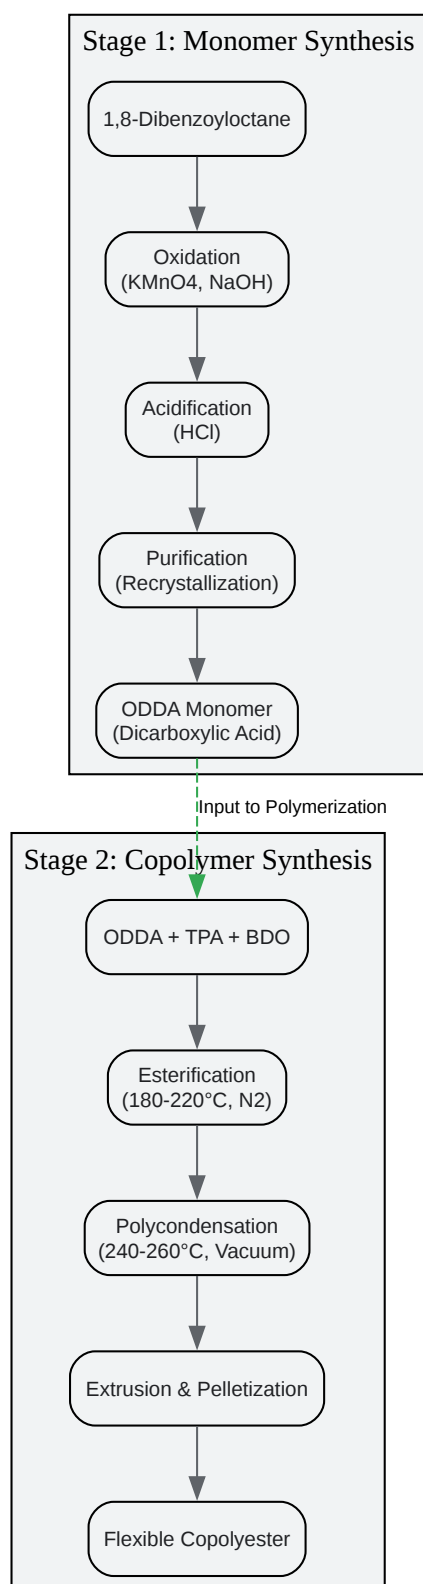 Stage 1: Monomer Synthesis
1,8-Dibenzoyloctane
Oxidation
(KMnO4, NaOH)
Acidification
(HCl)
Purification
(Recrystallization)
ODDA Monomer
(Dicarboxylic Acid)
Input to Polymerization
Stage 2: Copolymer Synthesis
ODDA + TPA + BDO
Esterification
(180-220°C, N2)
Polycondensation
(240-260°C, Vacuum)
Extrusion & Pelletization
Flexible Copolyester